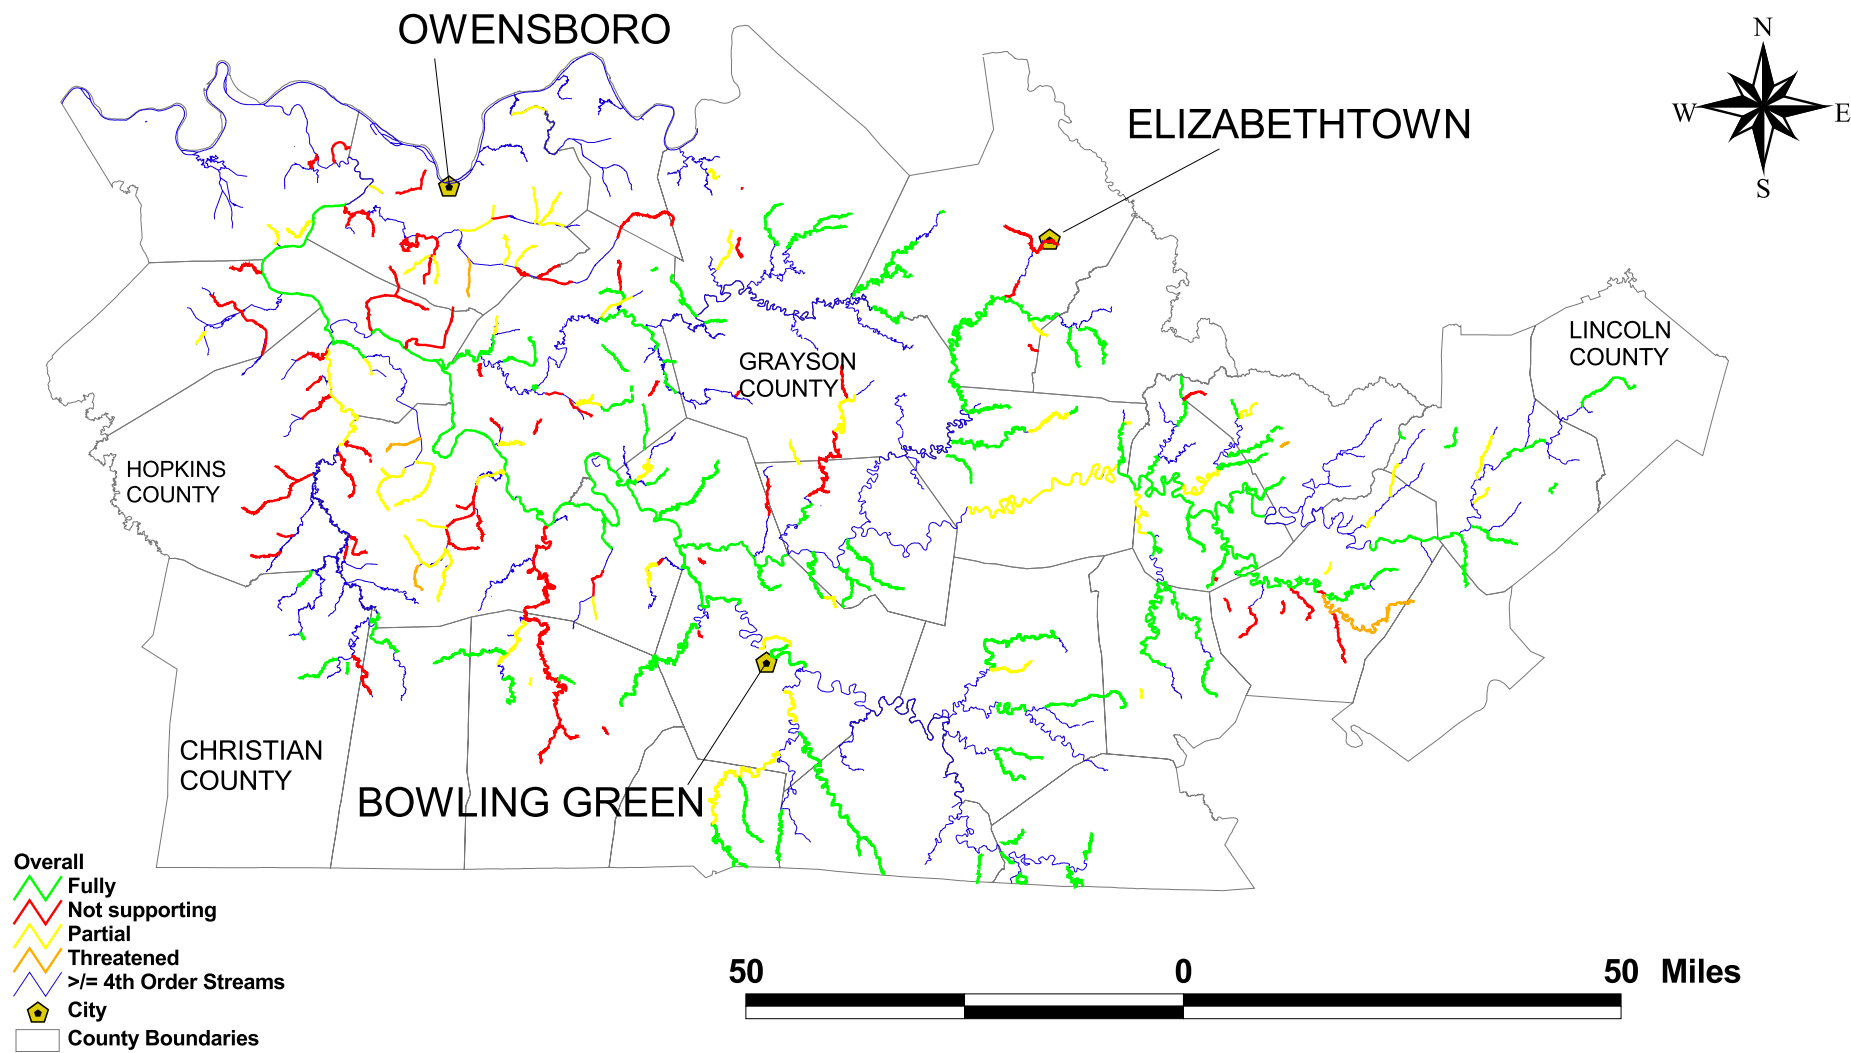 OWENSBORO
N
W
E
S
ELIZABETHTOWN
LINCOLN
COUNTY
GRAYSON
COUNTY
HOPKINS
COUNTY
CHRISTIAN
COUNTY
BOWLING GREEN
Overall
Fully
Not supporting
Partial
Threatened
>/= 4th Order Streams
City
County Boundaries
50 0 50 Miles